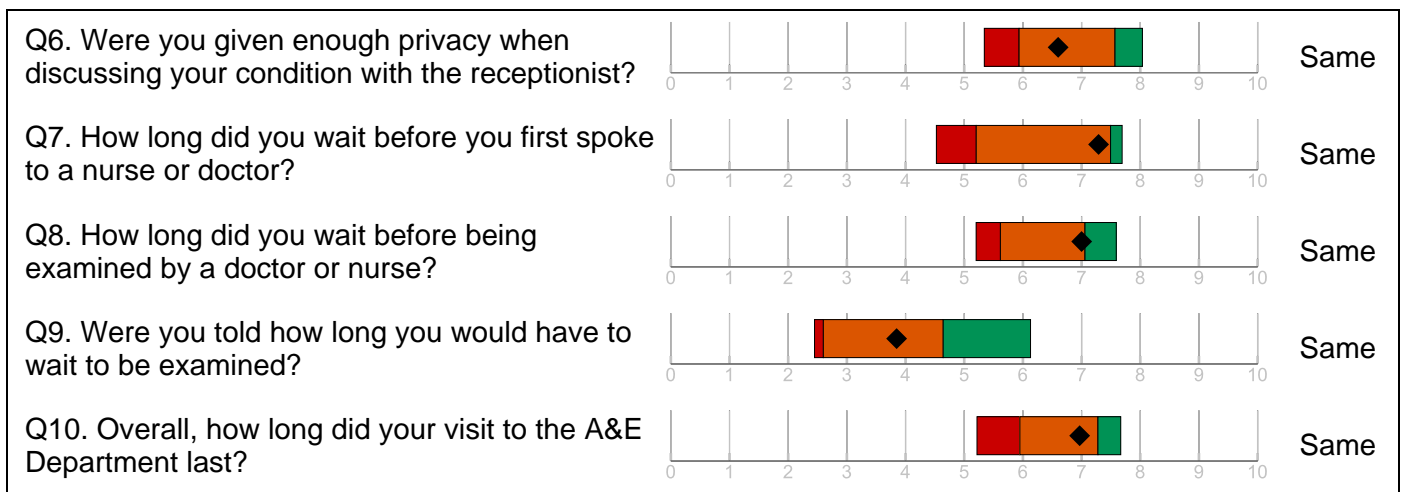 Q6. Were you given enough privacy when
discussing your condition with the receptionist?
0 1 2 3 4 5 6 7 8 9 10
Same
Q7. How long did you wait before you first spoke
to a nurse or doctor?
0 1 2 3 4 5 6 7 8 9 10
Same
Q8. How long did you wait before being
examined by a doctor or nurse?
0 1 2 3 4 5 6 7 8 9 10
Same
Q9. Were you told how long you would have to
wait to be examined?
0 1 2 3 4 5 6 7 8 9 10
Same
Q10. Overall, how long did your visit to the A&E
Department last?
0 1 2 3 4 5 6 7 8 9 10
Same